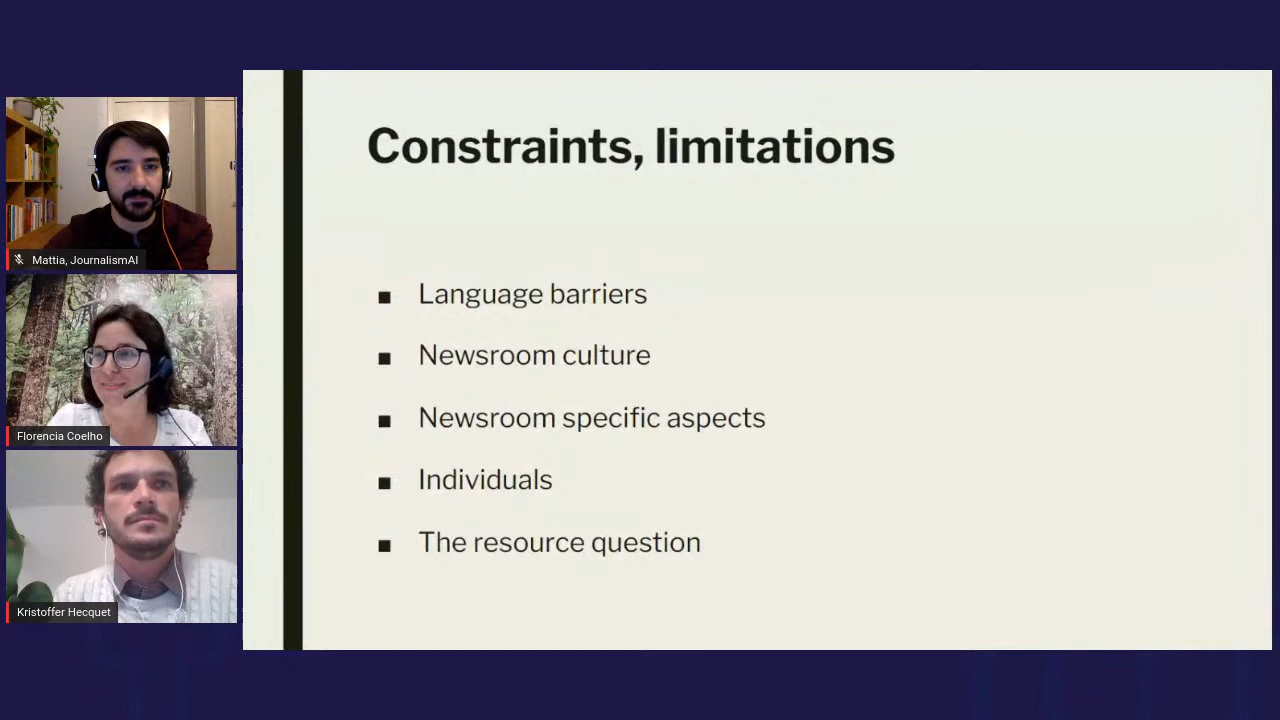 Constraints, limitations
Language barriers
Newsroom culture
Newsroom specific aspects
Individuals
The resource question
Mattia, JournalismAI
Florencia Coelho
Kristoffer Hecquet